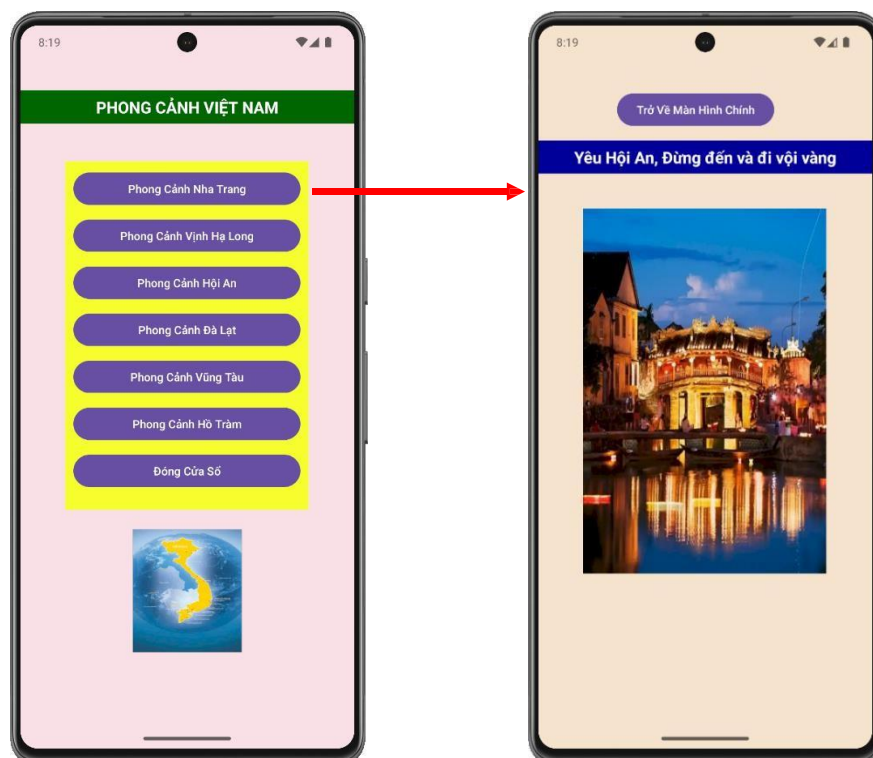 8:19
PHONG CẢNH VIỆT NAM
Phong Cảnh Nha Trang
Phong Cảnh Vịnh Hạ Long
Phong Cảnh Hội An
Phong Cảnh Đà Lạt
Phong Cảnh Vũng Tàu
Phong Cảnh Hồ Tràm
Đóng Cửa Sổ
8:19
Trở Về Màn Hình Chính
Yêu Hội An, Đừng đến và đi vội vàng